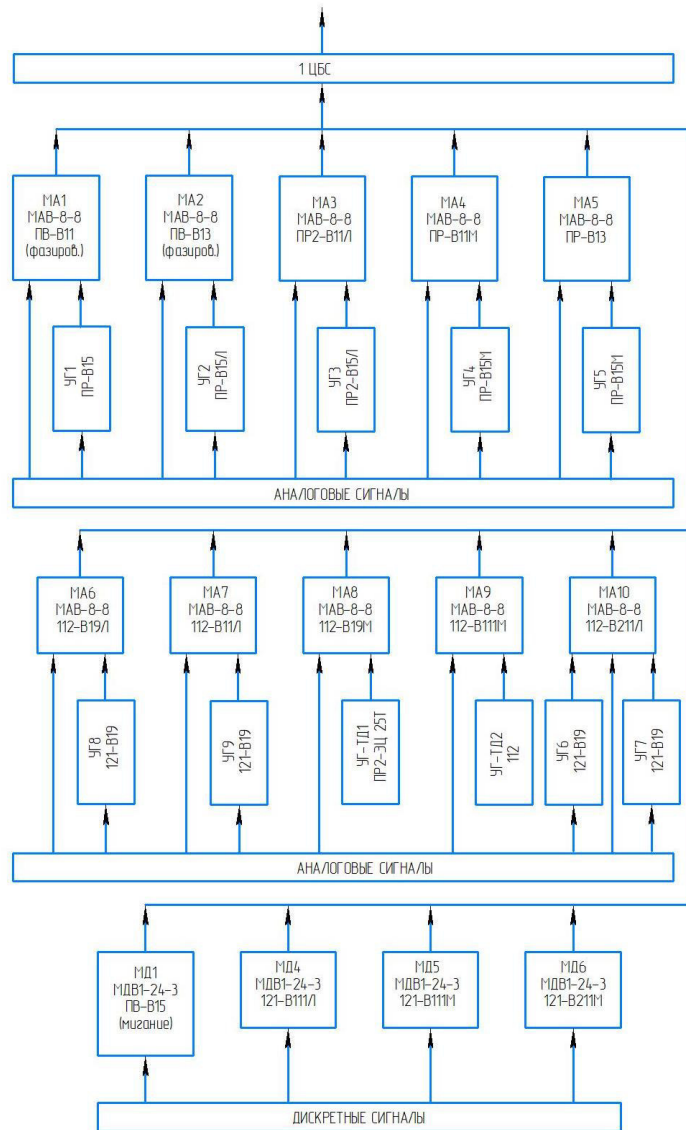 1 ЦБС
МА1
МАВ-8-8
ПВ-В11
(фазиров.)
МА2
МАВ-8-8
ПВ-В13
(фазиров.)
МА3
МАВ-8-8
ПР2-В11Л
МА4
МАВ-8-8
ПР-В11М
МА5
МАВ-8-8
ПР-В13
УГ1
ПР-В15
УГ2
ПР-В15Л
УГ3
ПР2-В15Л
УГ4
ПР-В15М
УГ5
ПР-В15М
АНАЛОГОВЫЕ СИГНАЛЫ
МА6
МАВ-8-8
112-В19Л
МА7
МАВ-8-8
112-В11Л
МА8
МАВ-8-8
112-В19М
МА9
МАВ-8-8
112-В111М
МА10
МАВ-8-8
112-В211Л
УГ8
121-В19
УГ9
121-В19
УГ-ТД1
ПР2-ЭЦ 25Т
УГ-ТД2
112
УГ6
121-В19
УГ7
121-В19
АНАЛОГОВЫЕ СИГНАЛЫ
МД1
МДВ1-24-3
ПВ-В15
(мигание)
МД4
МДВ1-24-3
121-В111Л
МД5
МДВ1-24-3
121-В111М
МД6
МДВ1-24-3
121-В211М
ДИСКРЕТНЫЕ СИГНАЛЫ